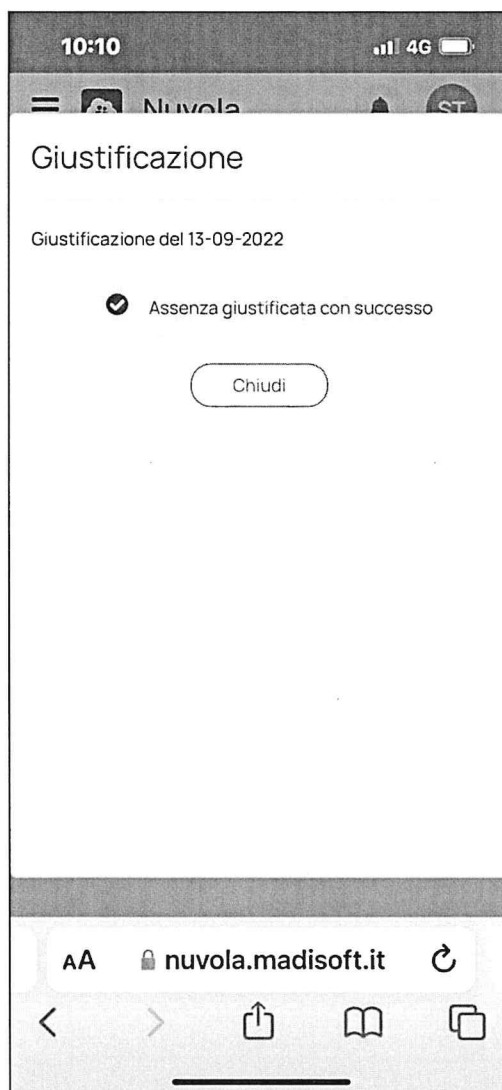 10:10 4G
Nuvola ST
Giustificazione
Giustificazione del 13-09-2022
Assenza giustificata con successo
Chiudi
AA nuvola.madisoft.it